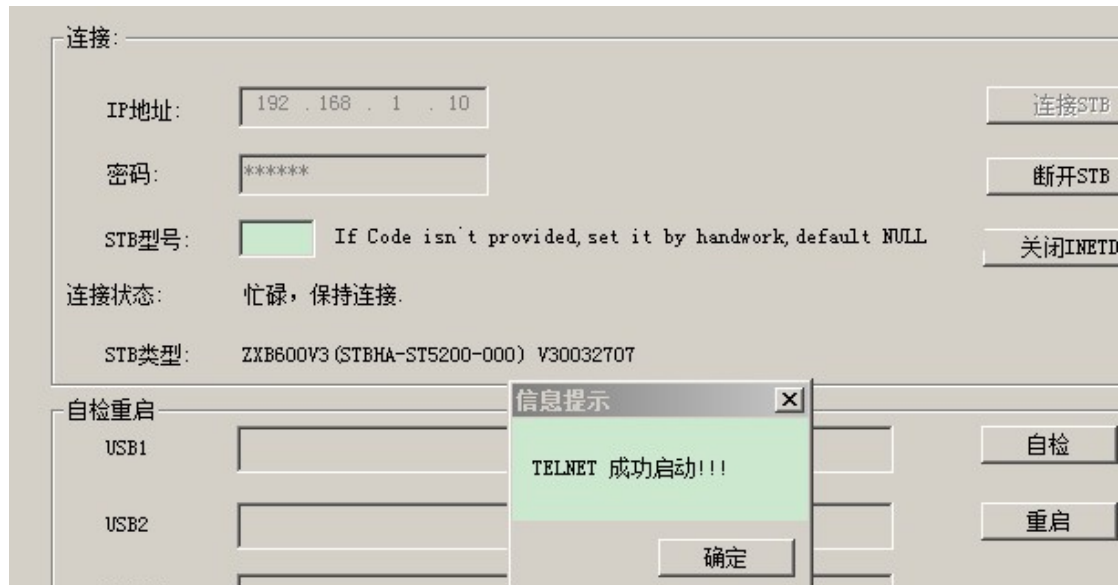 连接:
IP地址: 192 . 168 . 1 . 10 连接STB
密码: ****** 断开STB
STB型号: If Code isn't provided,set it by handwork,default NULL 关闭INETD
连接状态: 忙碌，保持连接.
STB类型: ZXB600V3(STBHA-ST5200-000) V30032707
信息提示
自检重启
USB1 自检
TELNET 成功启动!!!
USB2 重启
确定